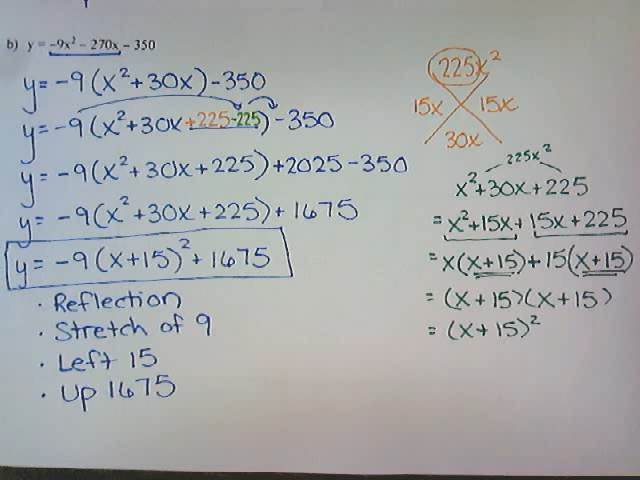 b) y = -9x² - 270x - 350
y = -9(x² + 30x) - 350
y = -9(x² + 30x + 225 - 225) - 350
y = -9(x² + 30x + 225) + 2025 - 350
y = -9(x² + 30x + 225) + 1675
y = -9(x + 15)² + 1675
· Reflection
· Stretch of 9
· Left 15
· Up 1675
225x²
15x 15x
30x
225x²
x² + 30x + 225
= x² + 15x + 15x + 225
= x(x + 15) + 15(x + 15)
= (x + 15)(x + 15)
= (x + 15)²